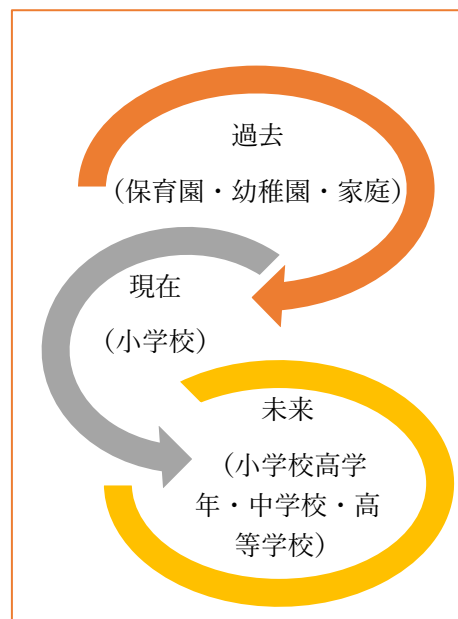 過去
（保育園・幼稚園・家庭）
現在
（小学校）
未来
（小学校高学
年・中学校・高
等学校）